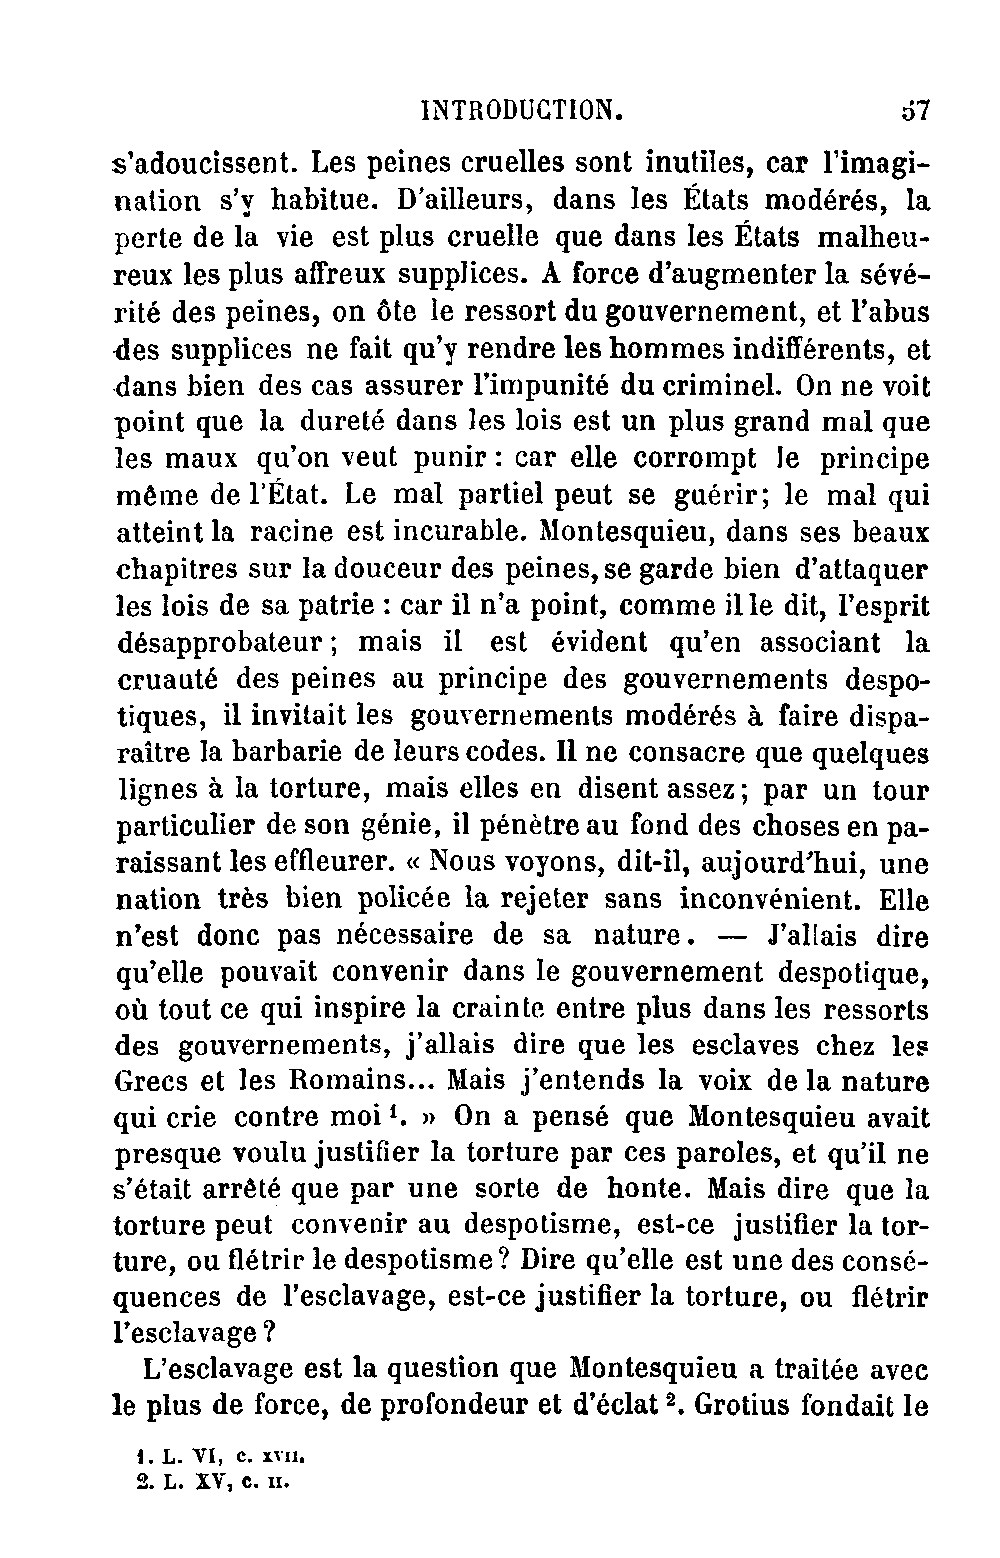 INTRODUCTION. 57
s'adoucissent. Les peines cruelles sont inutiles, car l'imagi-
nation s'y habitue. D'ailleurs, dans les États modérés, la
perte de la vie est plus cruelle que dans les États malheu-
reux les plus affreux supplices. A force d'augmenter la sévé-
rité des peines, on ôte le ressort du gouvernement, et l'abus
des supplices ne fait qu'y rendre les hommes indifférents, et
dans bien des cas assurer l'impunité du criminel. On ne voit
point que la dureté dans les lois est un plus grand mal que
les maux qu'on veut punir : car elle corrompt le principe
même de l'État. Le mal partiel peut se guérir; le mal qui
atteint la racine est incurable. Montesquieu, dans ses beaux
chapitres sur la douceur des peines, se garde bien d'attaquer
les lois de sa patrie : car il n'a point, comme il le dit, l'esprit
désapprobateur ; mais il est évident qu'en associant la
cruauté des peines au principe des gouvernements despo-
tiques, il invitait les gouvernements modérés à faire dispa-
raître la barbarie de leurs codes. Il ne consacre que quelques
lignes à la torture, mais elles en disent assez ; par un tour
particulier de son génie, il pénètre au fond des choses en pa-
raissant les effleurer. « Nous voyons, dit-il, aujourd'hui, une
nation très bien policée la rejeter sans inconvénient. Elle
n'est donc pas nécessaire de sa nature. — J'allais dire
qu'elle pouvait convenir dans le gouvernement despotique,
où tout ce qui inspire la crainte entre plus dans les ressorts
des gouvernements, j'allais dire que les esclaves chez les
Grecs et les Romains... Mais j'entends la voix de la nature
qui crie contre moi ¹. » On a pensé que Montesquieu avait
presque voulu justifier la torture par ces paroles, et qu'il ne
s'était arrêté que par une sorte de honte. Mais dire que la
torture peut convenir au despotisme, est-ce justifier la tor-
ture, ou flétrir le despotisme ? Dire qu'elle est une des consé-
quences de l'esclavage, est-ce justifier la torture, ou flétrir
l'esclavage ?
L'esclavage est la question que Montesquieu a traitée avec
le plus de force, de profondeur et d'éclat ². Grotius fondait le
1. L. VI, c. XVII.
2. L. XV, c. II.